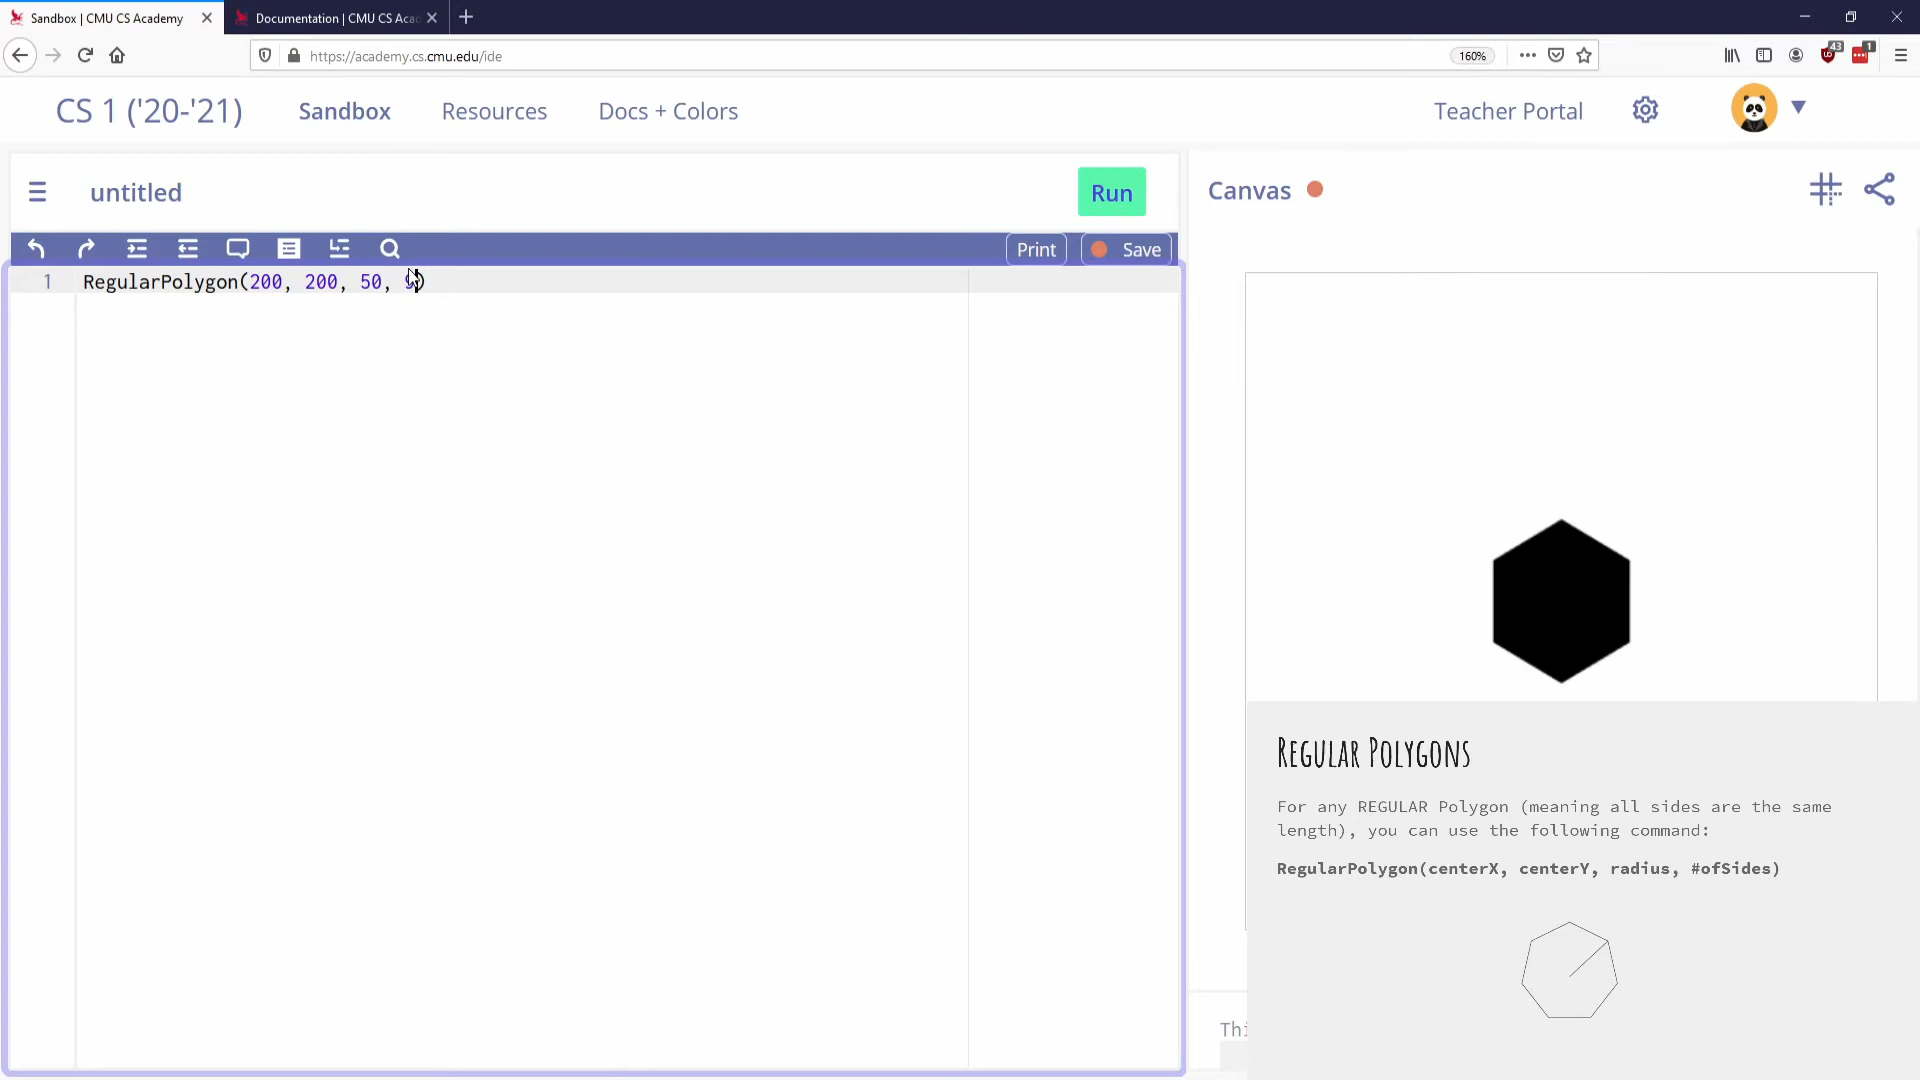 Sandbox | CMU CS Academy
Documentation | CMU CS Aca
https://academy.cs.cmu.edu/ide
160%
43
1
CS 1 ('20-'21)
Sandbox
Resources
Docs + Colors
Teacher Portal
untitled
Run
Canvas
Print
Save
1
RegularPolygon(200, 200, 50, )
REGULAR POLYGONS
For any REGULAR Polygon (meaning all sides are the same
length), you can use the following command:
RegularPolygon(centerX, centerY, radius, #ofSides)